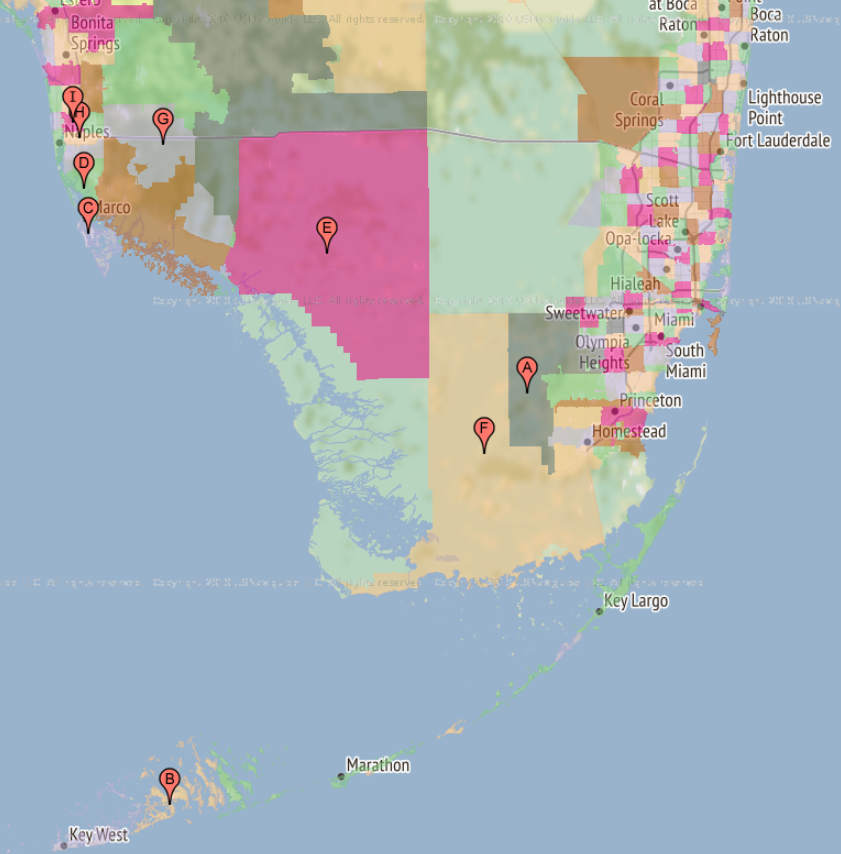 at Boca
Raton
Boca
Raton
Bonita
Springs
I
H
Naples
G
Coral
Springs
Lighthouse
Point
Fort Lauderdale
D
C
Marco
E
Scott
Lake
Opa-locka
Hialeah
Sweetwater
Miami
Olympia
Heights
South
Miami
A
Princeton
F
Homestead
Key Largo
Marathon
B
Key West